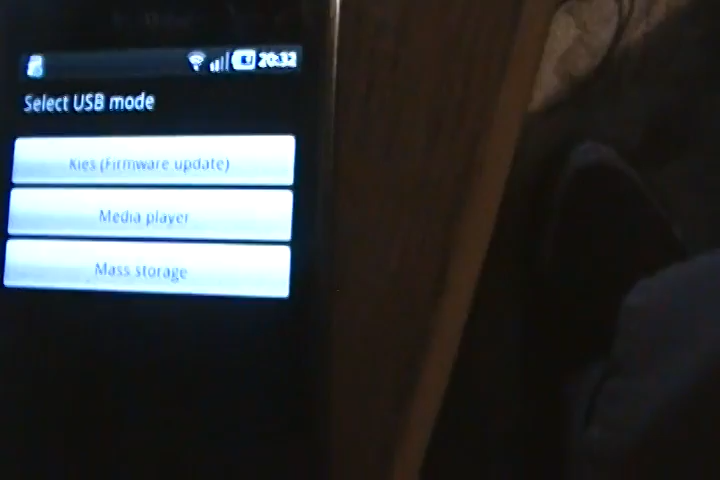 20:32
Select USB mode
Kies (Firmware update)
Media player
Mass storage